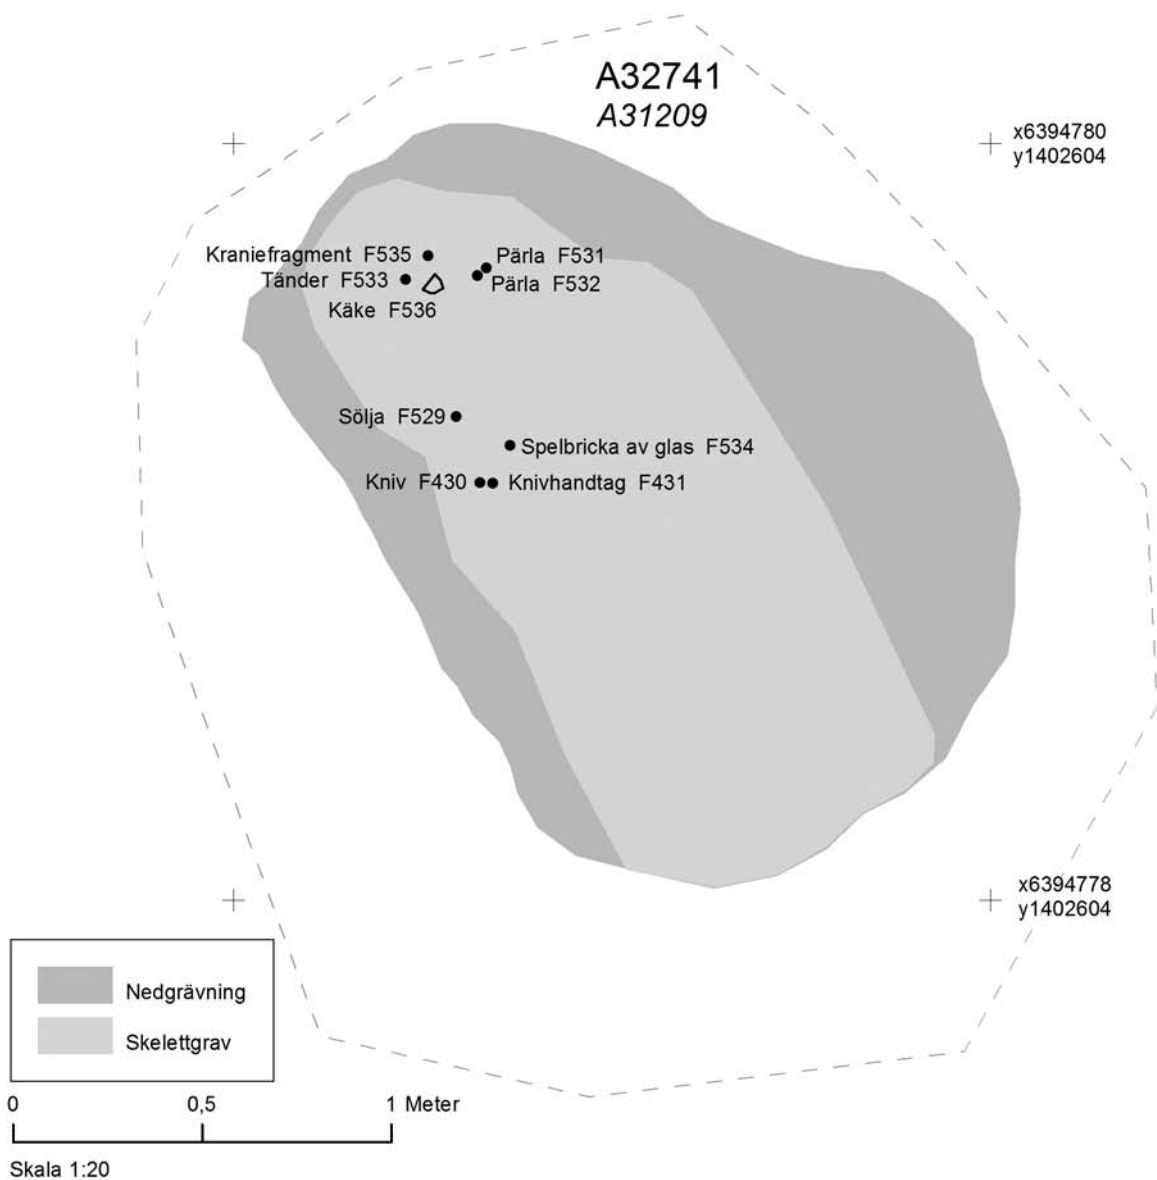 A32741
A31209
x6394780
y1402604
Kraniefragment F535
Pärla F531
Tänder F533
Pärla F532
Käke F536
Sölja F529
Spelbricka av glas F534
Kniv F430
Knivhandtag F431
x6394778
y1402604
Nedgrävning
Skelettgrav
0 0,5 1 Meter
Skala 1:20